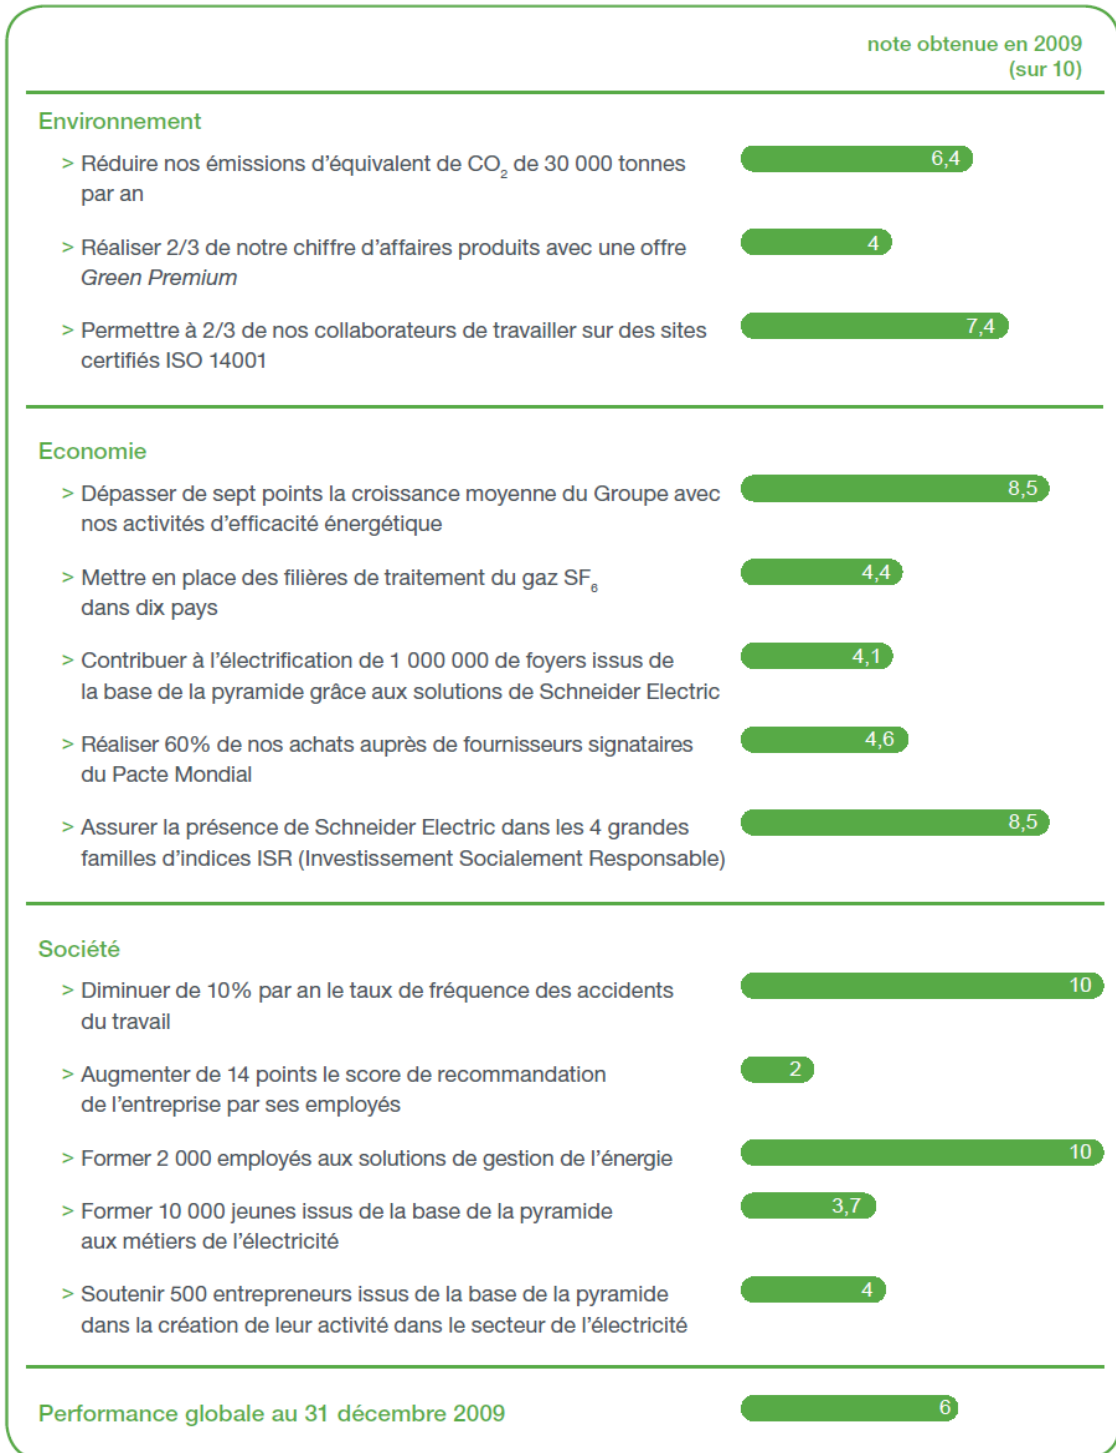 note obtenue en 2009
(sur 10)
Environnement
> Réduire nos émissions d'équivalent de CO₂ de 30 000 tonnes
par an
6,4
> Réaliser 2/3 de notre chiffre d'affaires produits avec une offre
Green Premium
4
> Permettre à 2/3 de nos collaborateurs de travailler sur des sites
certifiés ISO 14001
7,4
Economie
> Dépasser de sept points la croissance moyenne du Groupe avec
nos activités d'efficacité énergétique
8,5
> Mettre en place des filières de traitement du gaz SF₆
dans dix pays
4,4
> Contribuer à l'électrification de 1 000 000 de foyers issus de
la base de la pyramide grâce aux solutions de Schneider Electric
4,1
> Réaliser 60% de nos achats auprès de fournisseurs signataires
du Pacte Mondial
4,6
> Assurer la présence de Schneider Electric dans les 4 grandes
familles d'indices ISR (Investissement Socialement Responsable)
8,5
Société
> Diminuer de 10% par an le taux de fréquence des accidents
du travail
10
> Augmenter de 14 points le score de recommandation
de l'entreprise par ses employés
2
> Former 2 000 employés aux solutions de gestion de l'énergie
10
> Former 10 000 jeunes issus de la base de la pyramide
aux métiers de l'électricité
3,7
> Soutenir 500 entrepreneurs issus de la base de la pyramide
dans la création de leur activité dans le secteur de l'électricité
4
Performance globale au 31 décembre 2009
6